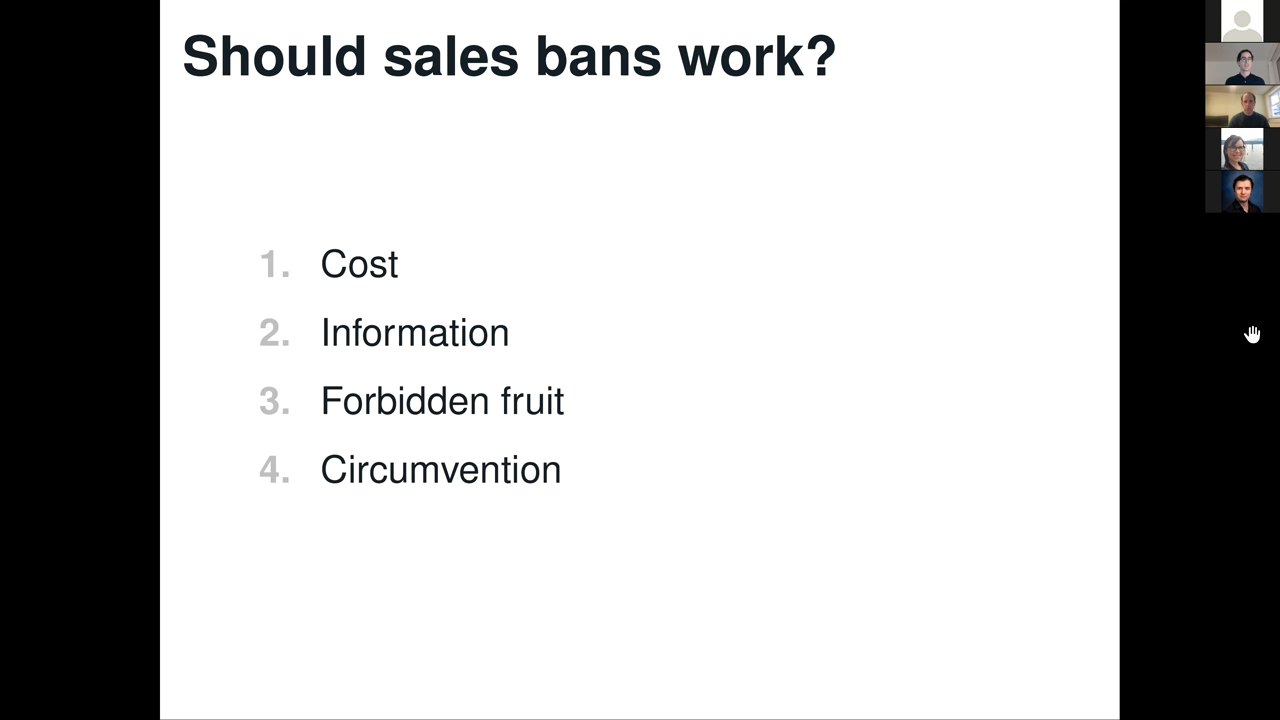 Should sales bans work?
1. Cost
2. Information
3. Forbidden fruit
4. Circumvention